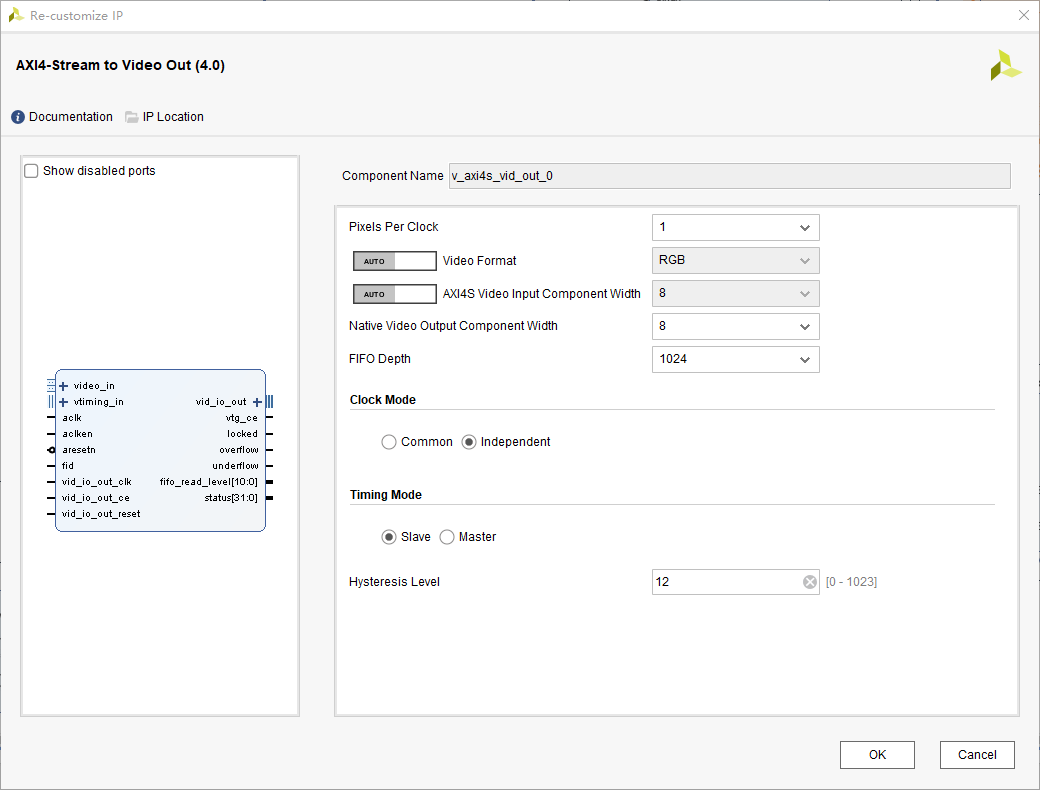 Re-customize IP
AXI4-Stream to Video Out (4.0)
Documentation IP Location
Show disabled ports
video_in
vtiming_in vid_io_out
aclk vtg_ce
aclken locked
aresetn overflow
fid underflow
vid_io_out_clk fifo_read_level[10:0]
vid_io_out_ce status[31:0]
vid_io_out_reset
Component Name v_axi4s_vid_out_0
Pixels Per Clock 1
AUTO Video Format RGB
AUTO AXI4S Video Input Component Width 8
Native Video Output Component Width 8
FIFO Depth 1024
Clock Mode
Common Independent
Timing Mode
Slave Master
Hysteresis Level 12 [0 - 1023]
OK Cancel